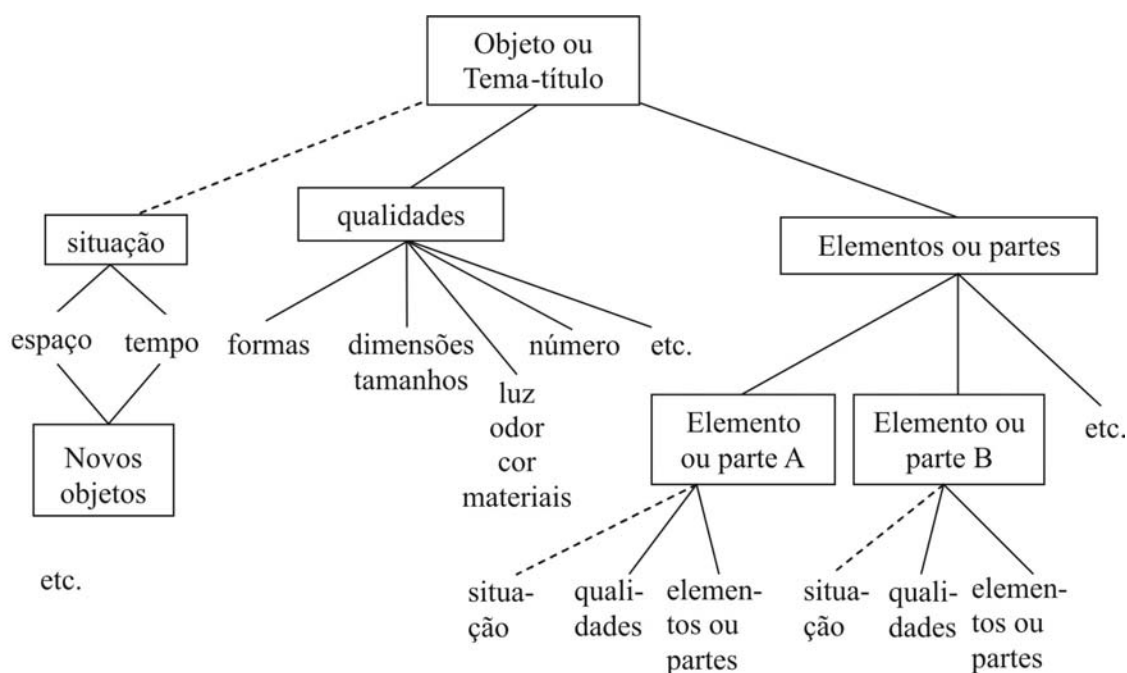 Objeto ou
Tema-título
situação
qualidades
Elementos ou partes
espaço
tempo
formas
dimensões
tamanhos
luz
odor
cor
materiais
número
etc.
Novos
objetos
etc.
Elemento
ou parte A
Elemento ou
parte B
etc.
situa-
ção
quali-
dades
elemen-
tos ou
partes
situa-
ção
quali-
dades
elemen-
tos ou
partes